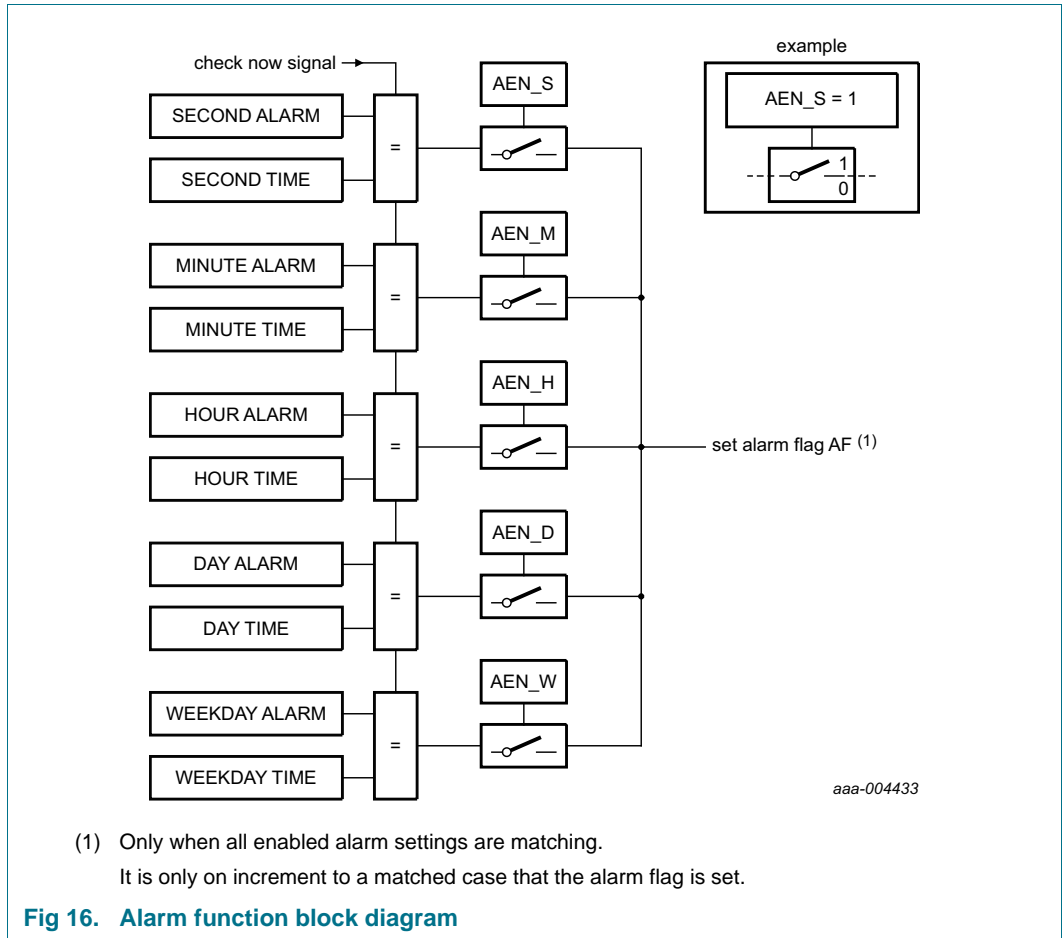 check now signal
example
SECOND ALARM
SECOND TIME
=
AEN_S
AEN_S = 1
1
0
MINUTE ALARM
MINUTE TIME
=
AEN_M
HOUR ALARM
HOUR TIME
=
AEN_H
set alarm flag AF (1)
DAY ALARM
DAY TIME
=
AEN_D
WEEKDAY ALARM
WEEKDAY TIME
=
AEN_W
aaa-004433
(1) Only when all enabled alarm settings are matching.
It is only on increment to a matched case that the alarm flag is set.
Fig 16. Alarm function block diagram